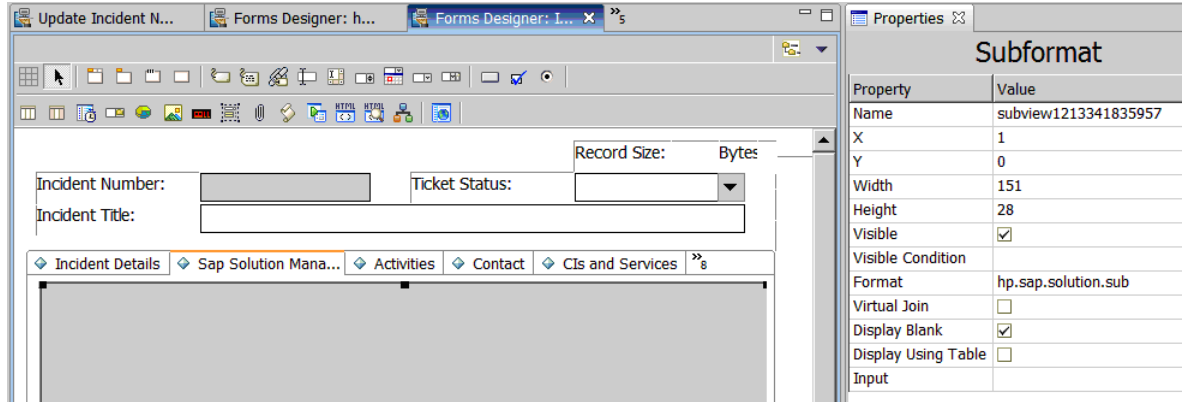 Update Incident N...
Forms Designer: h...
Forms Designer: I...
»5
Properties
Subformat
Property Value
Name subview1213341835957
X 1
Y 0
Width 151
Height 28
Visible
Visible Condition
Format hp.sap.solution.sub
Virtual Join
Display Blank
Display Using Table
Input
HTML HTML
Record Size: Bytes
Incident Number: Ticket Status:
Incident Title:
Incident Details Sap Solution Mana... Activities Contact CIs and Services »8